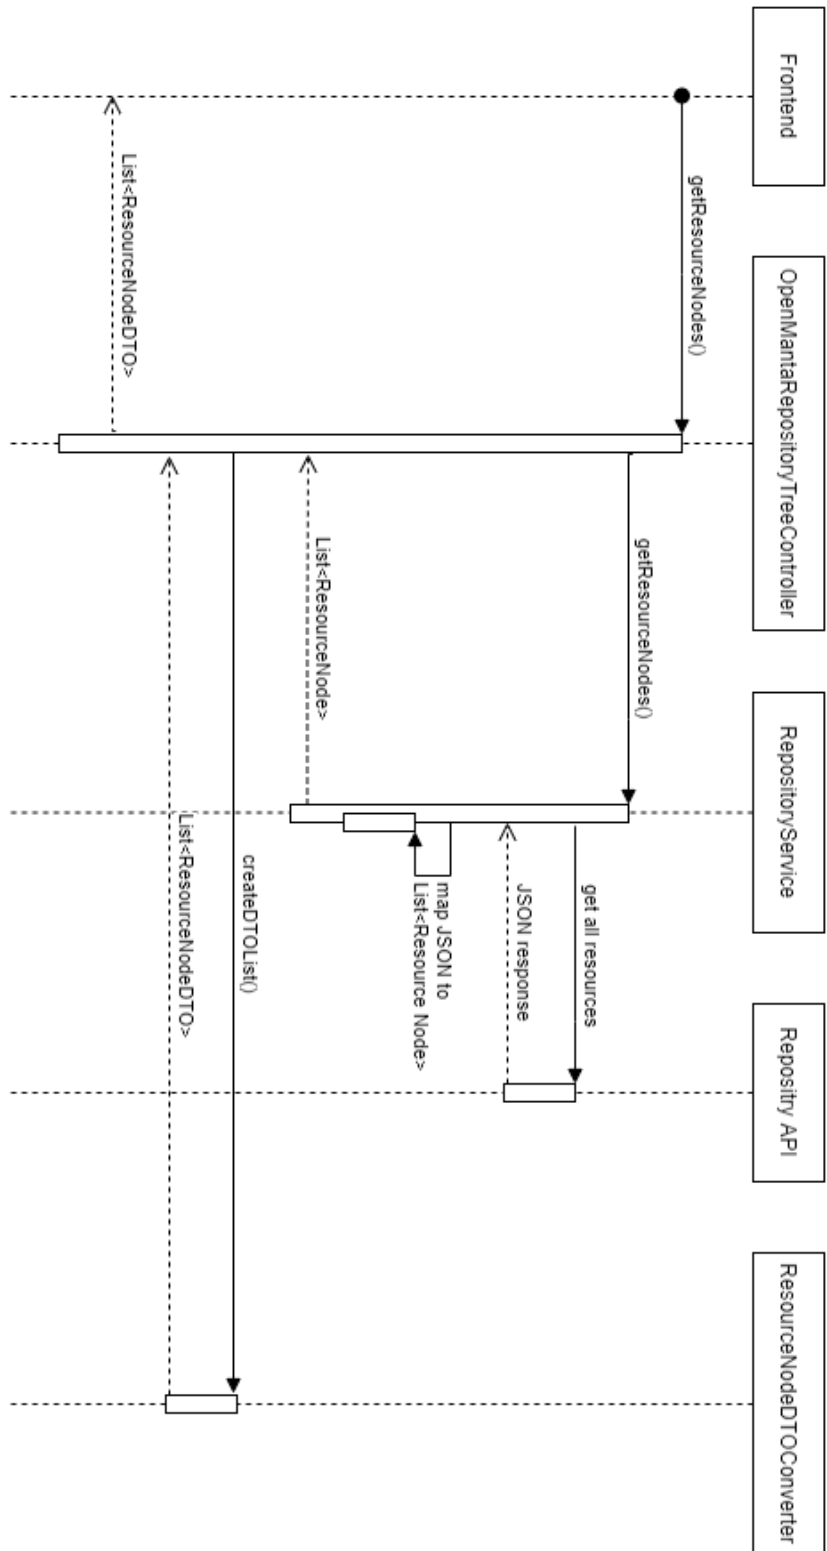 Frontend
OpenMantaRepositoryTreeController
RepositoryService
Repositry API
ResourceNodeDTOConverter
getResourceNodes()
getResourceNodes()
get all resources
JSON response
map JSON to
List<Resource Node>
List<ResourceNode>
createDTOList()
List<ResourceNodeDTO>
List<ResourceNodeDTO>